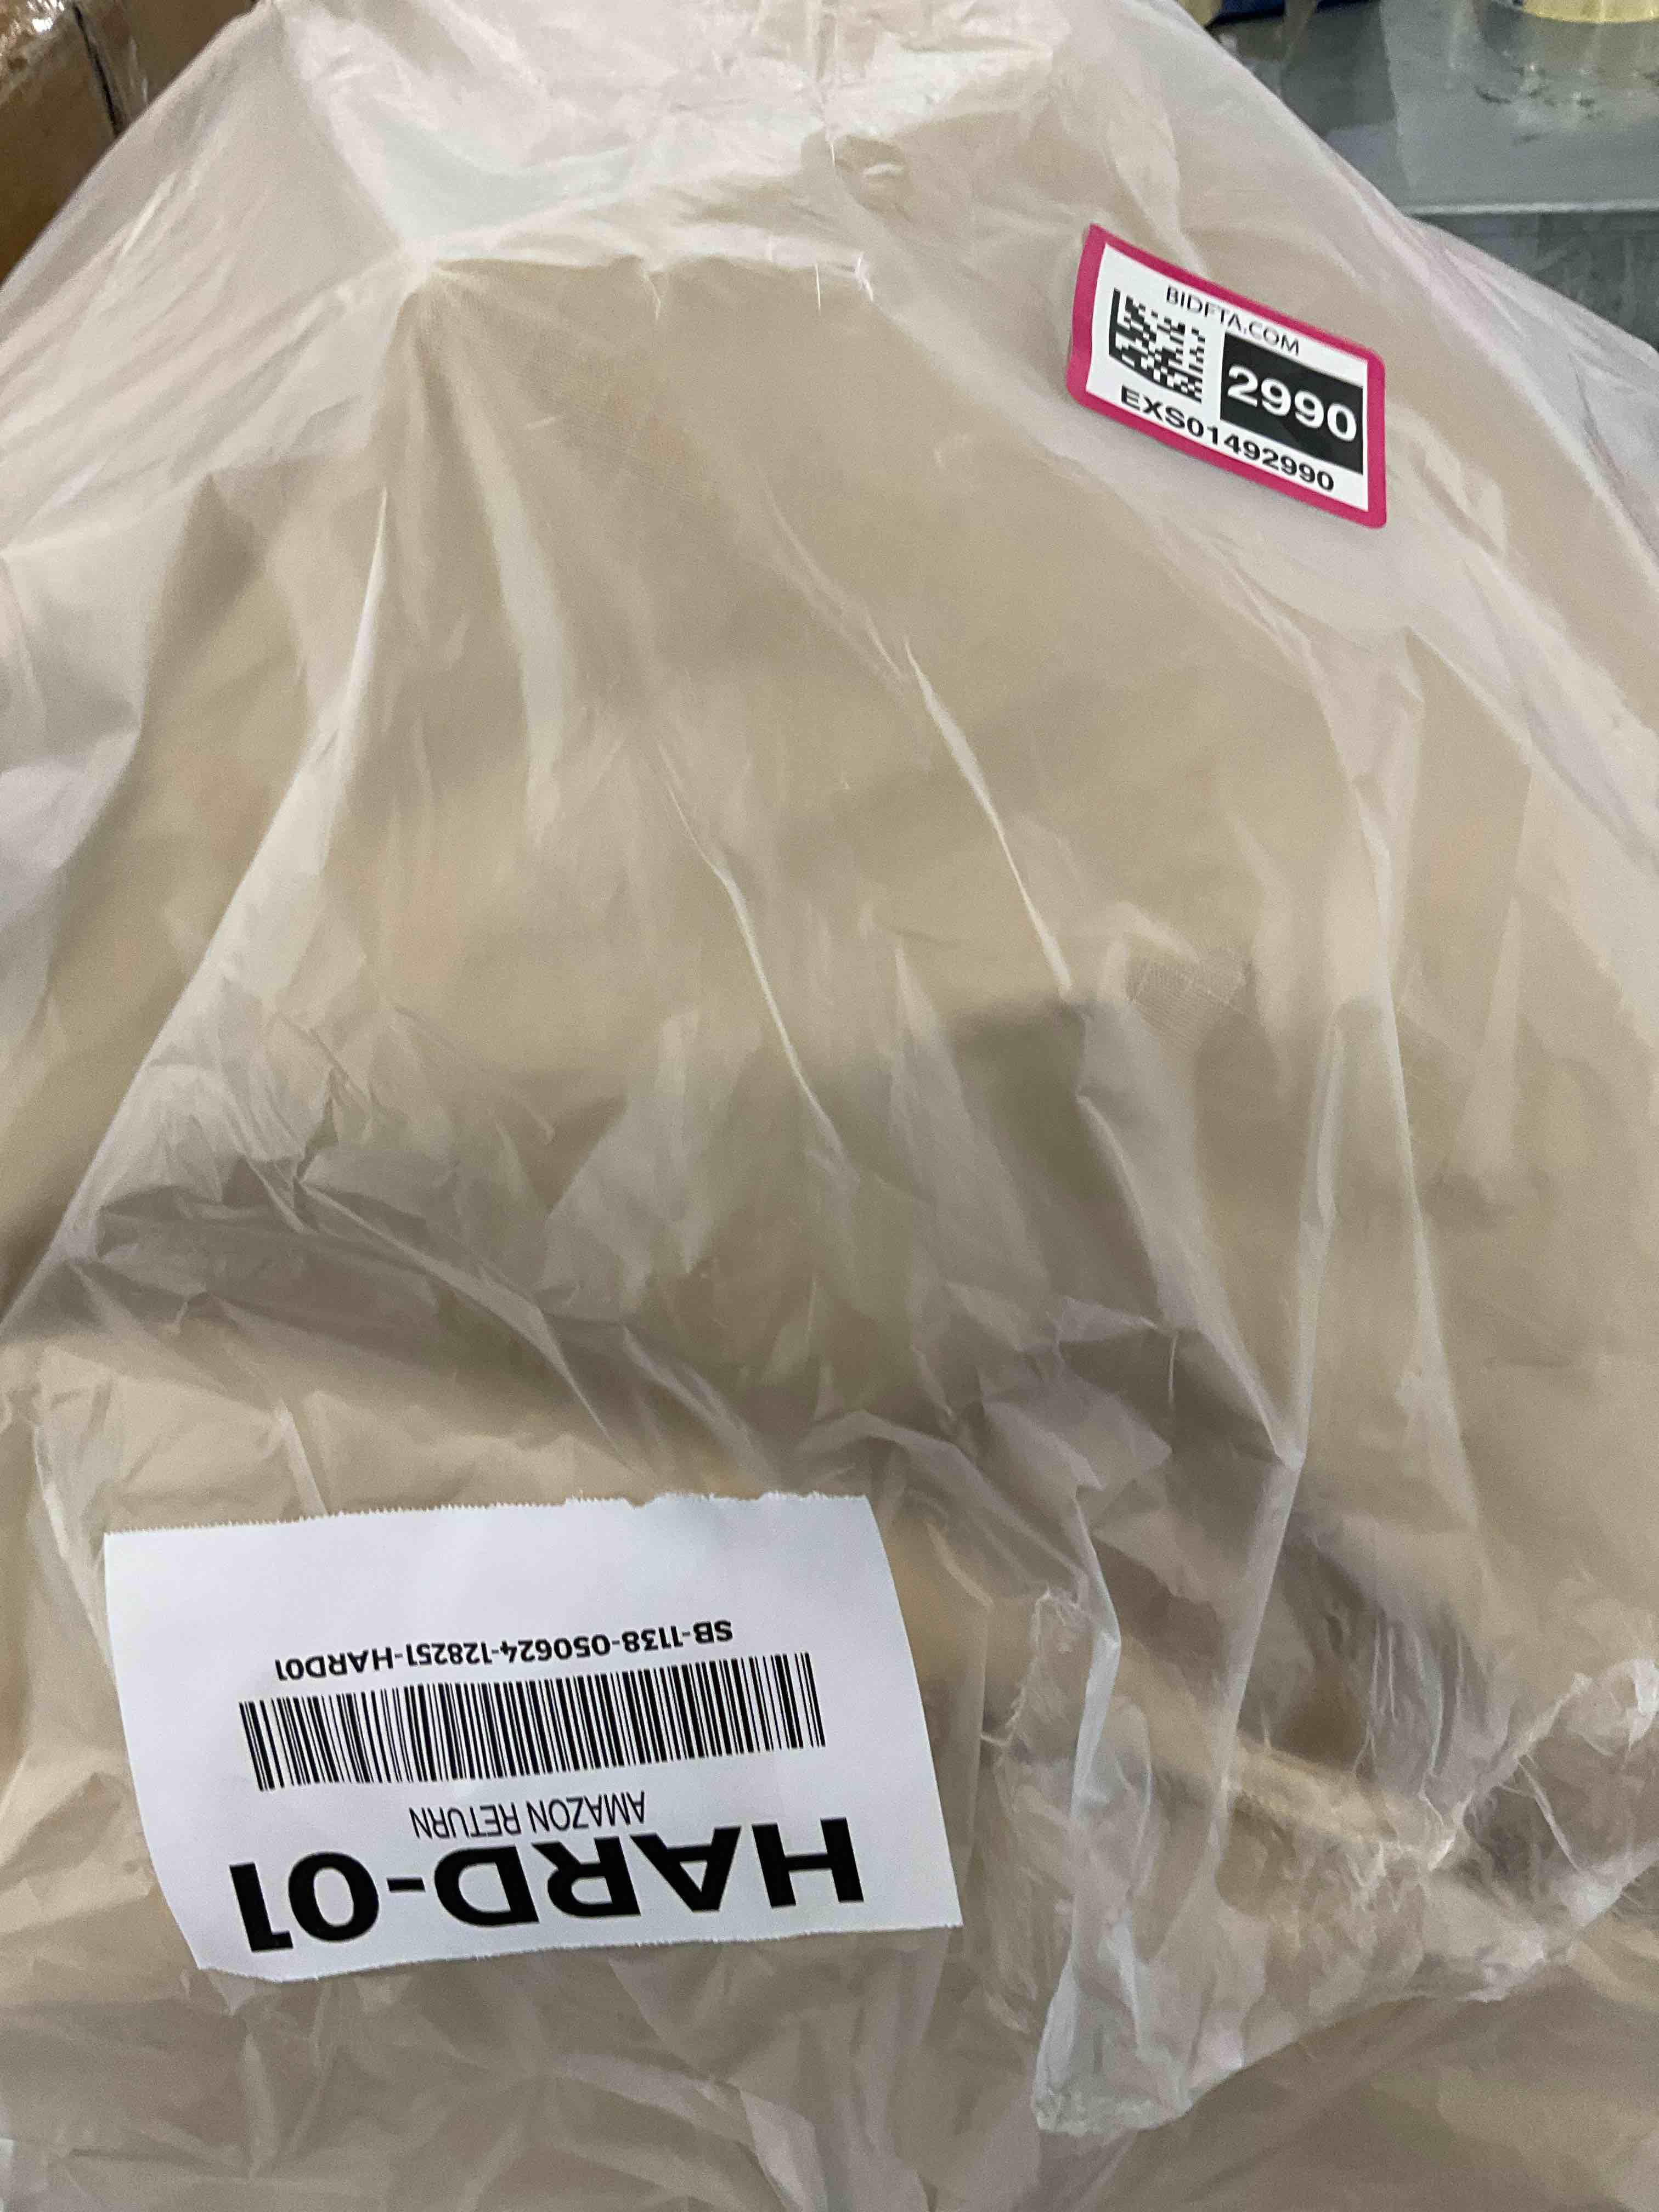 BIDFTA.COM
2990
EXS01492990
HARD-01
AMAZON RETURN
SB-1138-050624-128251-HARD01